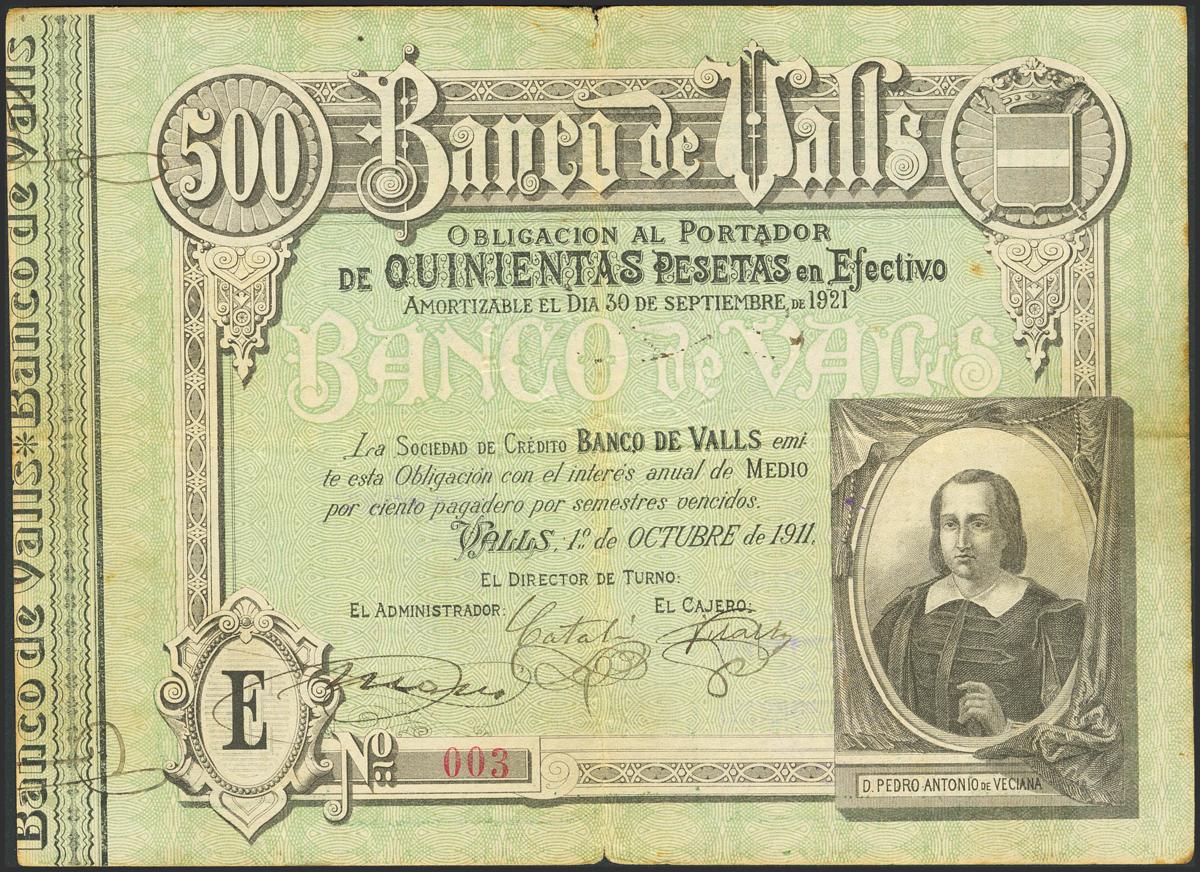 Banco de Valls * Banco de Valls
500
Banco de Valls
OBLIGACION AL PORTADOR
DE QUINIENTAS PESETAS en Efectivo
AMORTIZABLE EL DIA 30 DE SEPTIEMBRE, DE 1921
BANCO de VALLS
La SOCIEDAD DE CRÉDITO BANCO DE VALLS emi-
te esta Obligación con el interés anual de MEDIO
por ciento pagadero por semestres vencidos.
VALLS, 1.º de OCTUBRE de 1911.
EL DIRECTOR DE TURNO:
EL ADMINISTRADOR: EL CAJERO:
Catalá
E
Nº 003
D. PEDRO ANTONIO DE VECIANA